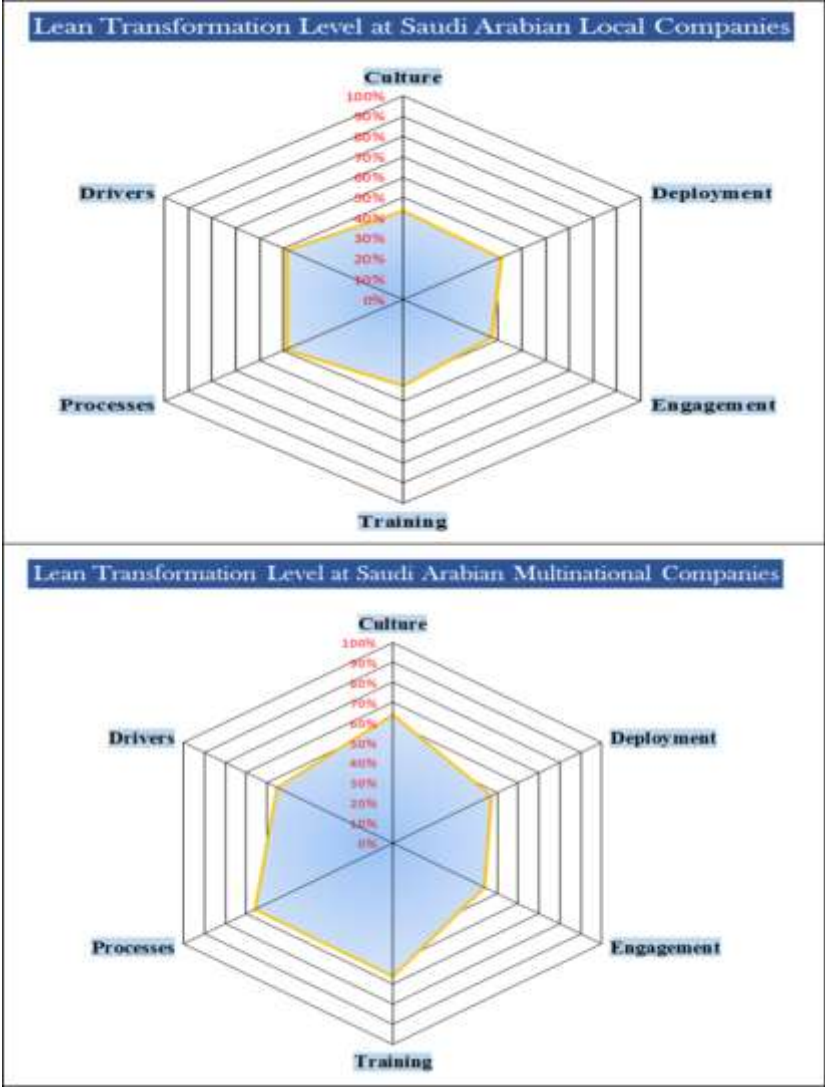 Lean Transformation Level at Saudi Arabian Local Companies
Culture
100%
90%
80%
70%
60%
50%
40%
30%
20%
10%
0%
Drivers
Deployment
Processes
Engagement
Training
Lean Transformation Level at Saudi Arabian Multinational Companies
Culture
100%
90%
80%
70%
60%
50%
40%
30%
20%
10%
0%
Drivers
Deployment
Processes
Engagement
Training